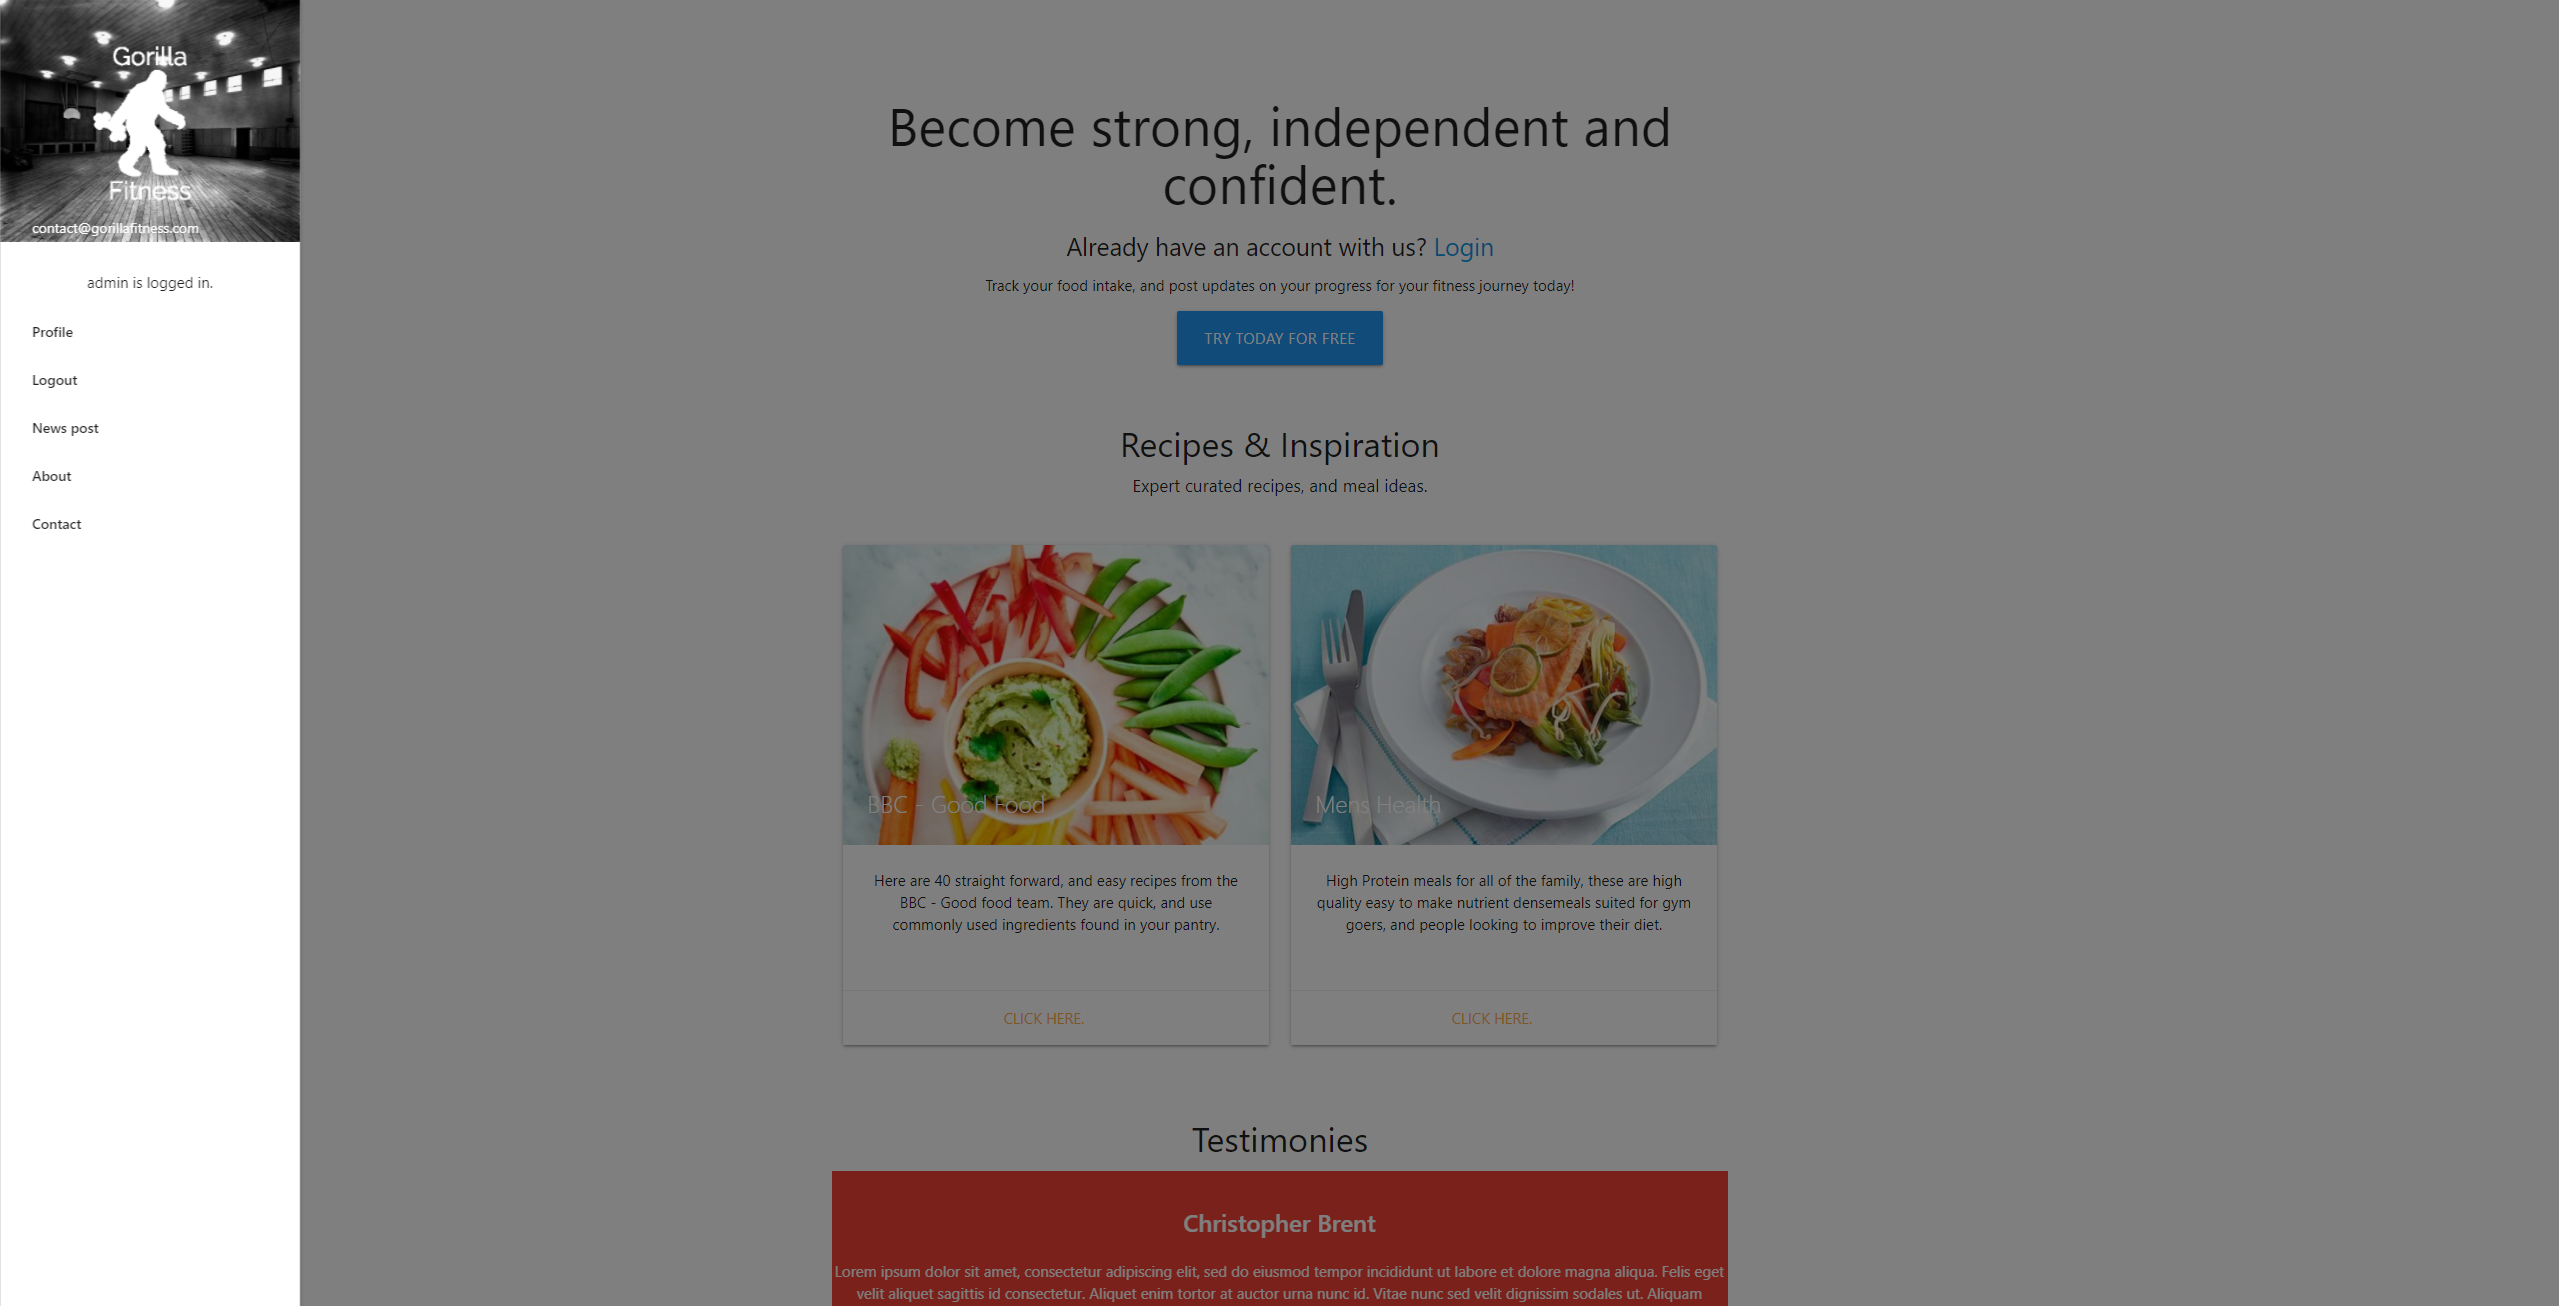 Gorilla
Fitness
contact@gorillafitness.com
admin is logged in.
Profile
Logout
News post
About
Contact
Become strong, independent and
confident.
Already have an account with us? Login
Track your food intake, and post updates on your progress for your fitness journey today!
TRY TODAY FOR FREE
Recipes & Inspiration
Expert curated recipes, and meal ideas.
BBC - Good Food
Here are 40 straight forward, and easy recipes from the
BBC - Good food team. They are quick, and use
commonly used ingredients found in your pantry.
CLICK HERE.
Mens Health
High Protein meals for all of the family, these are high
quality easy to make nutrient densemeals suited for gym
goers, and people looking to improve their diet.
CLICK HERE.
Testimonies
Christopher Brent
Lorem ipsum dolor sit amet, consectetur adipiscing elit, sed do eiusmod tempor incididunt ut labore et dolore magna aliqua. Felis eget
velit aliquet sagittis id consectetur. Aliquet enim tortor at auctor urna nunc id. Vitae nunc sed velit dignissim sodales ut. Aliquam